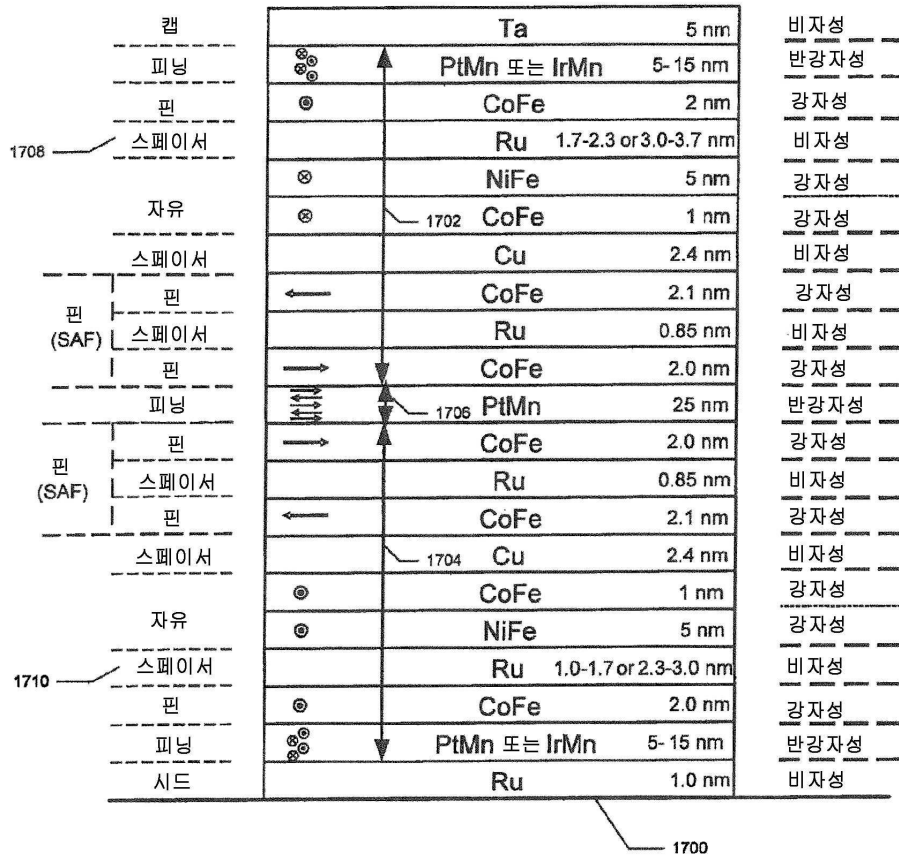 캡 Ta 5 nm 비자성
피닝 PtMn 또는 IrMn 5-15 nm 반강자성
핀 CoFe 2 nm 강자성
1708 스페이서 Ru 1.7-2.3 or 3.0-3.7 nm 비자성
NiFe 5 nm 강자성
자유 1702 CoFe 1 nm 강자성
스페이서 Cu 2.4 nm 비자성
핀 (SAF)
핀 CoFe 2.1 nm 강자성
스페이서 Ru 0.85 nm 비자성
핀 CoFe 2.0 nm 강자성
피닝 1706 PtMn 25 nm 반강자성
핀 (SAF)
핀 CoFe 2.0 nm 강자성
스페이서 Ru 0.85 nm 비자성
핀 CoFe 2.1 nm 강자성
스페이서 1704 Cu 2.4 nm 비자성
CoFe 1 nm 강자성
자유 NiFe 5 nm 강자성
1710 스페이서 Ru 1.0-1.7 or 2.3-3.0 nm 비자성
핀 CoFe 2.0 nm 강자성
피닝 PtMn 또는 IrMn 5-15 nm 반강자성
시드 Ru 1.0 nm 비자성
1700